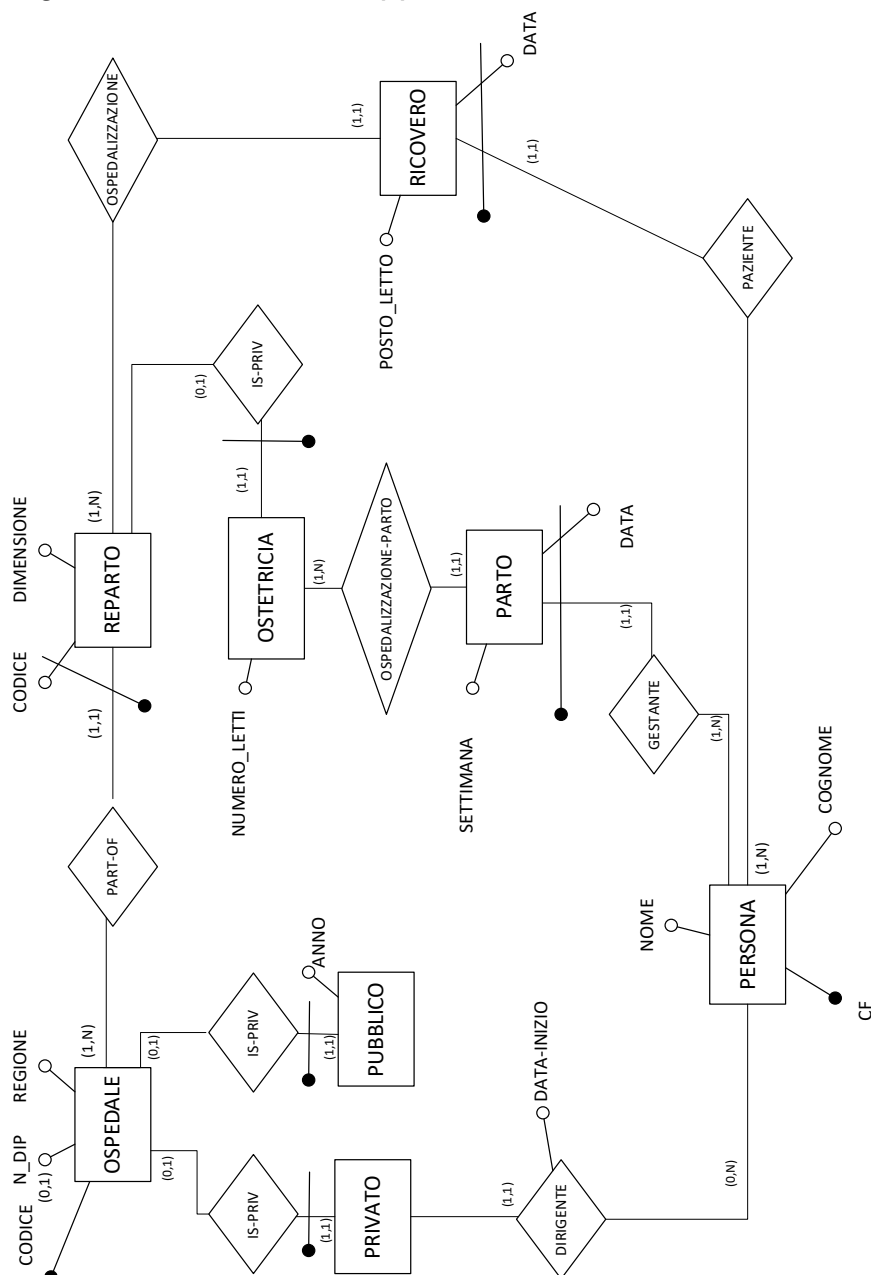 CODICE
N_DIP
(0,1)
REGIONE
OSPEDALE
(1,N)
(0,1)
(0,1)
IS-PRIV
(1,1)
PRIVATO
IS-PRIV
(1,1)
PUBBLICO
ANNO
(1,1)
DIRIGENTE
DATA-INIZIO
(0,N)
PART-OF
(1,1)
CODICE
DIMENSIONE
REPARTO
(1,N)
(0,1)
IS-PRIV
(1,1)
OSTETRICIA
NUMERO_LETTI
(1,N)
OSPEDALIZZAZIONE-PARTO
(1,1)
PARTO
SETTIMANA
DATA
(1,1)
GESTANTE
(1,N)
OSPEDALIZZAZIONE
(1,1)
RICOVERO
DATA
POSTO_LETTO
(1,1)
PAZIENTE
(1,N)
PERSONA
NOME
COGNOME
CF